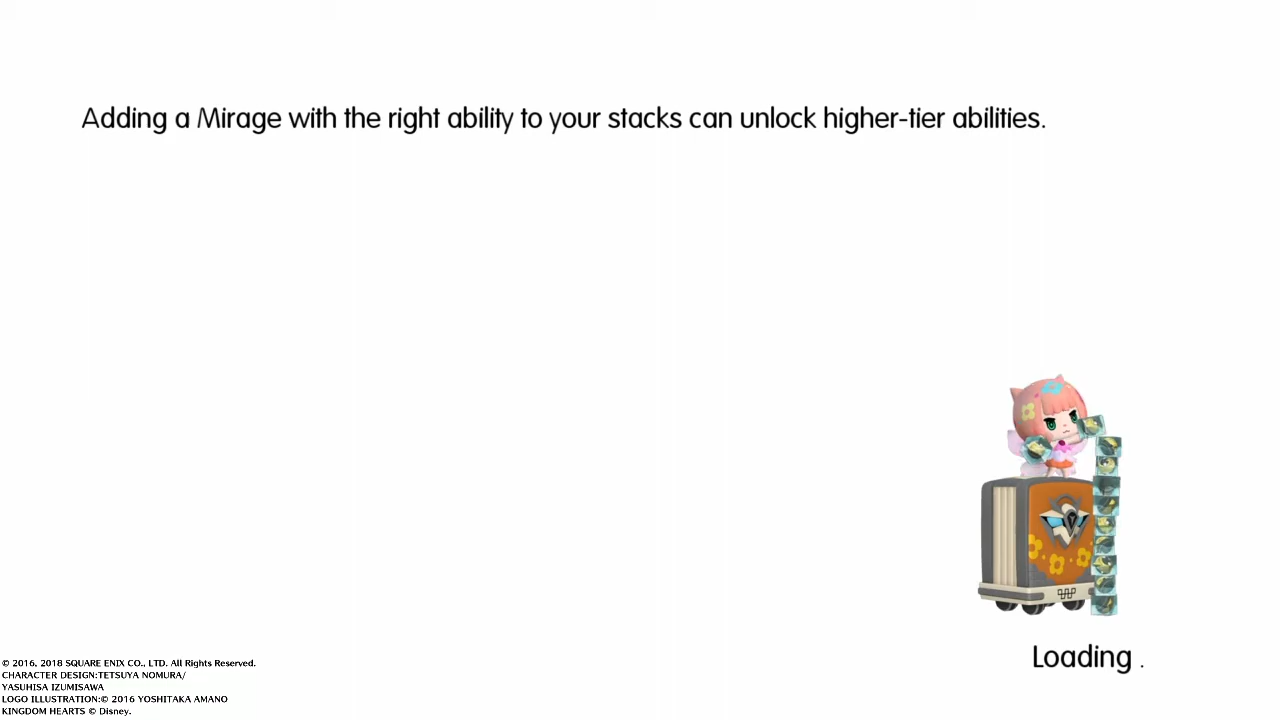 Adding a Mirage with the right ability to your stacks can unlock higher-tier abilities.
Loading .
© 2016, 2018 SQUARE ENIX CO., LTD. All Rights Reserved.
CHARACTER DESIGN:TETSUYA NOMURA/
YASUHISA IZUMISAWA
LOGO ILLUSTRATION:© 2016 YOSHITAKA AMANO
KINGDOM HEARTS © Disney.